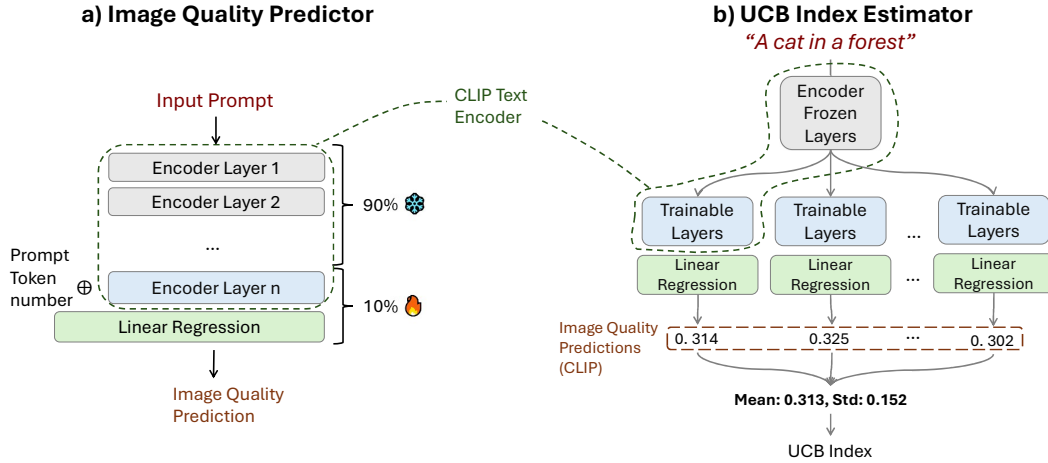 a) Image Quality Predictor
Input Prompt
Encoder Layer 1
Encoder Layer 2
...
Encoder Layer n
Linear Regression
Prompt
Token
number ⊕
90%
10%
Image Quality
Prediction
CLIP Text
Encoder
b) UCB Index Estimator
“A cat in a forest”
Encoder
Frozen
Layers
Trainable
Layers
Trainable
Layers
...
Trainable
Layers
Linear
Regression
Linear
Regression
...
Linear
Regression
Image Quality
Predictions
(CLIP)
0. 314 0.325 ... 0. 302
Mean: 0.313, Std: 0.152
UCB Index